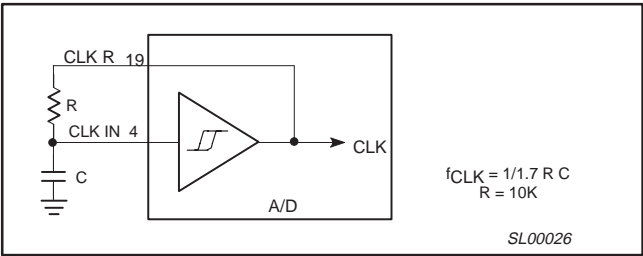 CLK R 19
R
CLK IN 4
C
CLK
A/D
fCLK = 1/1.7 R C
R = 10K
SL00026